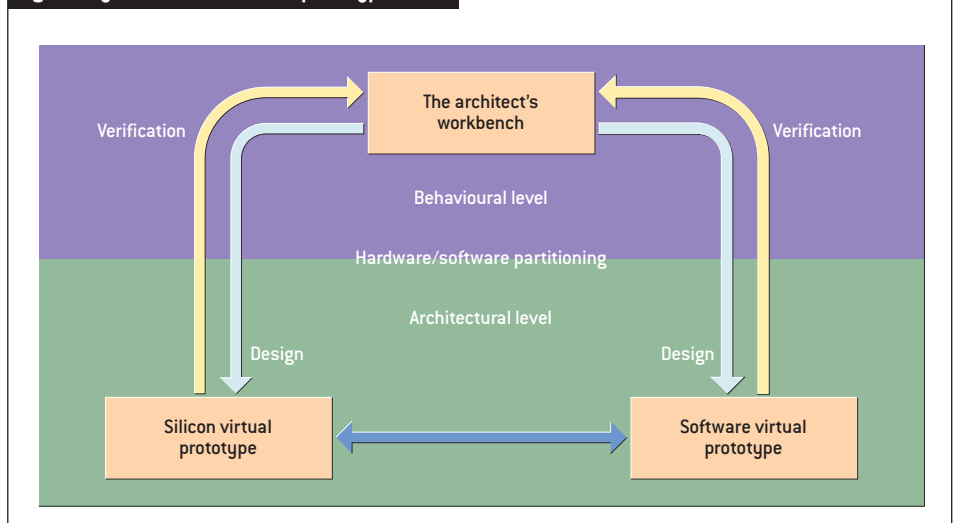 The architect's
workbench
Verification
Verification
Behavioural level
Hardware/software partitioning
Architectural level
Design
Design
Silicon virtual
prototype
Software virtual
prototype